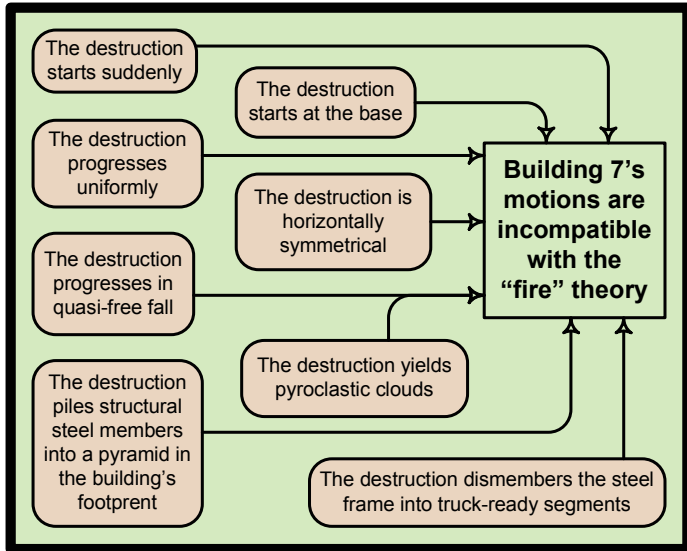 The destruction
starts suddenly
The destruction
starts at the base
The destruction
progresses
uniformly
The destruction is
horizontally
symmetrical
The destruction
progresses in
quasi-free fall
The destruction yields
pyroclastic clouds
The destruction
piles structural
steel members
into a pyramid in
the building's
footprent
The destruction dismembers the steel
frame into truck-ready segments
Building 7's
motions are
incompatible
with the
“fire” theory